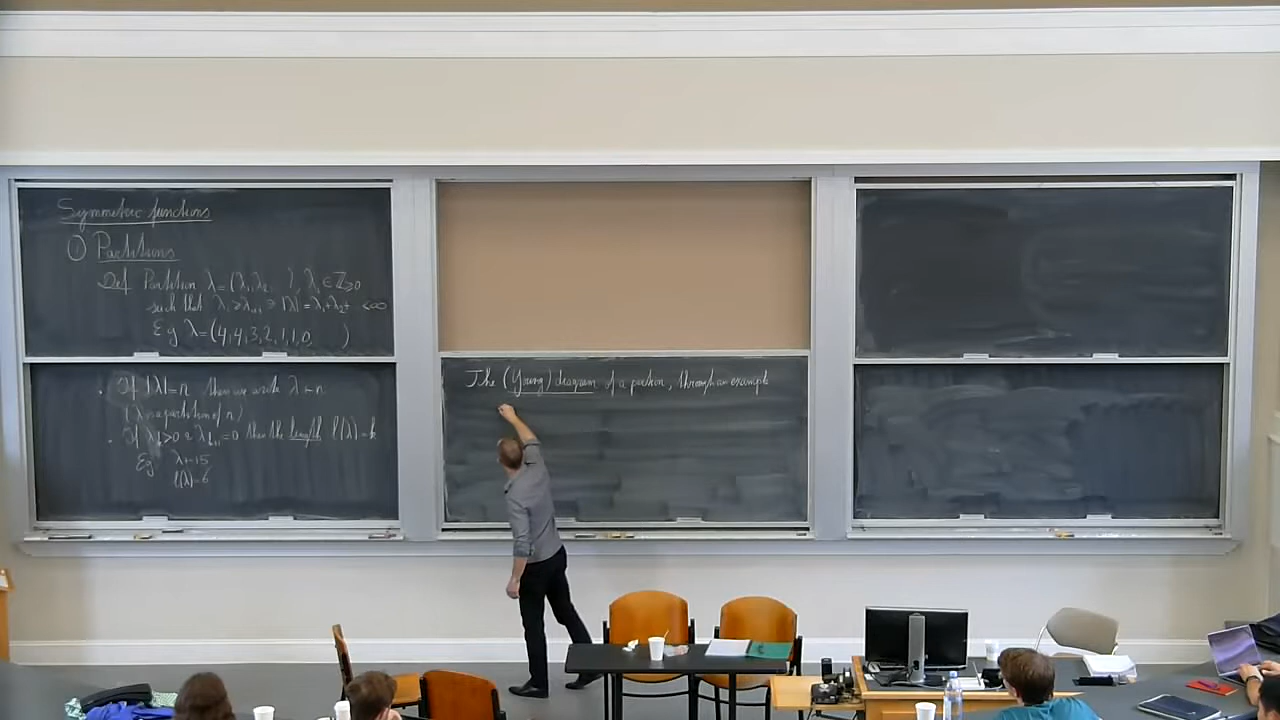 Symmetric functions
① Partitions
Def Partition λ=(λ₁,λ₂, ), λᵢ∈ℤ≥0
such that λᵢ≥λᵢ₊₁ |λ|=λ₁+λ₂+ <∞
Eg λ=(4,4,3,2,1,1,0, )
· If |λ|=n, then we write λ⊢n
(λ is a partition of n)
· If λₖ>0 & λₖ₊₁=0 then the length ℓ(λ)=k
Eg λ⊢15
ℓ(λ)=6
The (Young) diagram of a partion, through an example